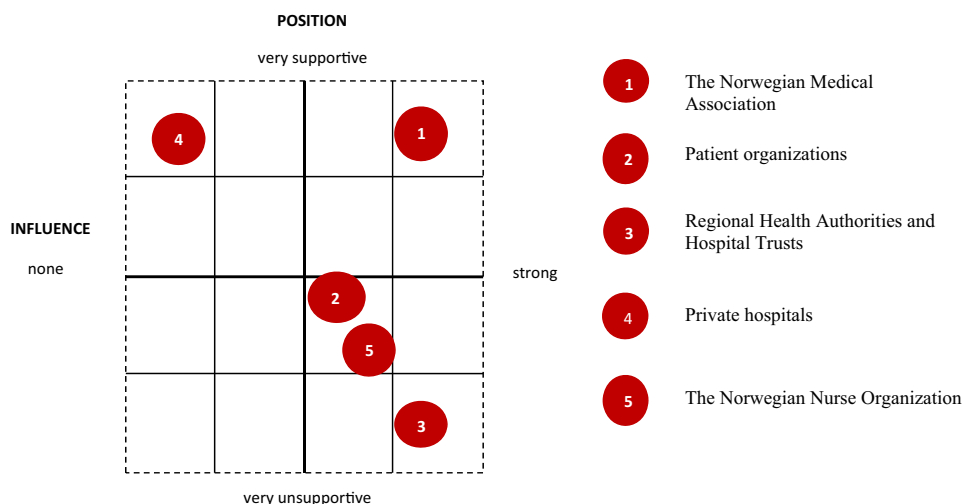 POSITION
very supportive
4
1
INFLUENCE
none
strong
2
5
3
very unsupportive
1 The Norwegian Medical
Association
2 Patient organizations
3 Regional Health Authorities and
Hospital Trusts
4 Private hospitals
5 The Norwegian Nurse Organization